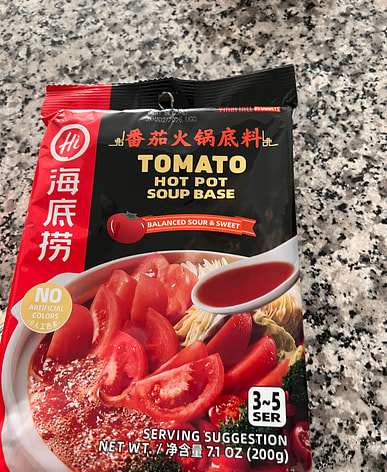 Hi
海底捞
番茄火锅底料
TOMATO
HOT POT
SOUP BASE
BALANCED SOUR & SWEET
NO
ARTIFICIAL
COLORS
3~5
SER
SERVING SUGGESTION
NET WT. /净含量 7.1 OZ (200g)